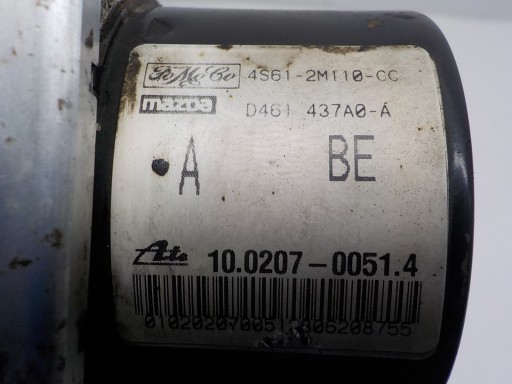 FoMoCo 4S61-2M110-CC
mazda D461 437A0-A
A BE
Ate 10.0207-0051.4